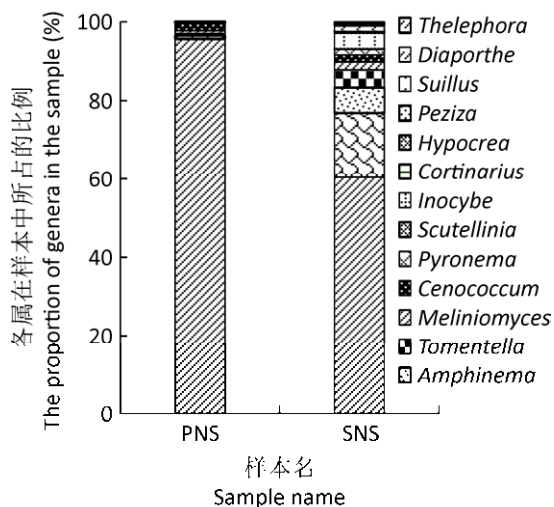 各属在样本中所占的比例
The proportion of genera in the sample (%)
100
80
60
40
20
0
PNS
SNS
样本名
Sample name
Thelephora
Diaporthe
Suillus
Peziza
Hypocrea
Cortinarius
Inocybe
Scutellinia
Pyronema
Cenococcum
Meliniomyces
Tomentella
Amphinema